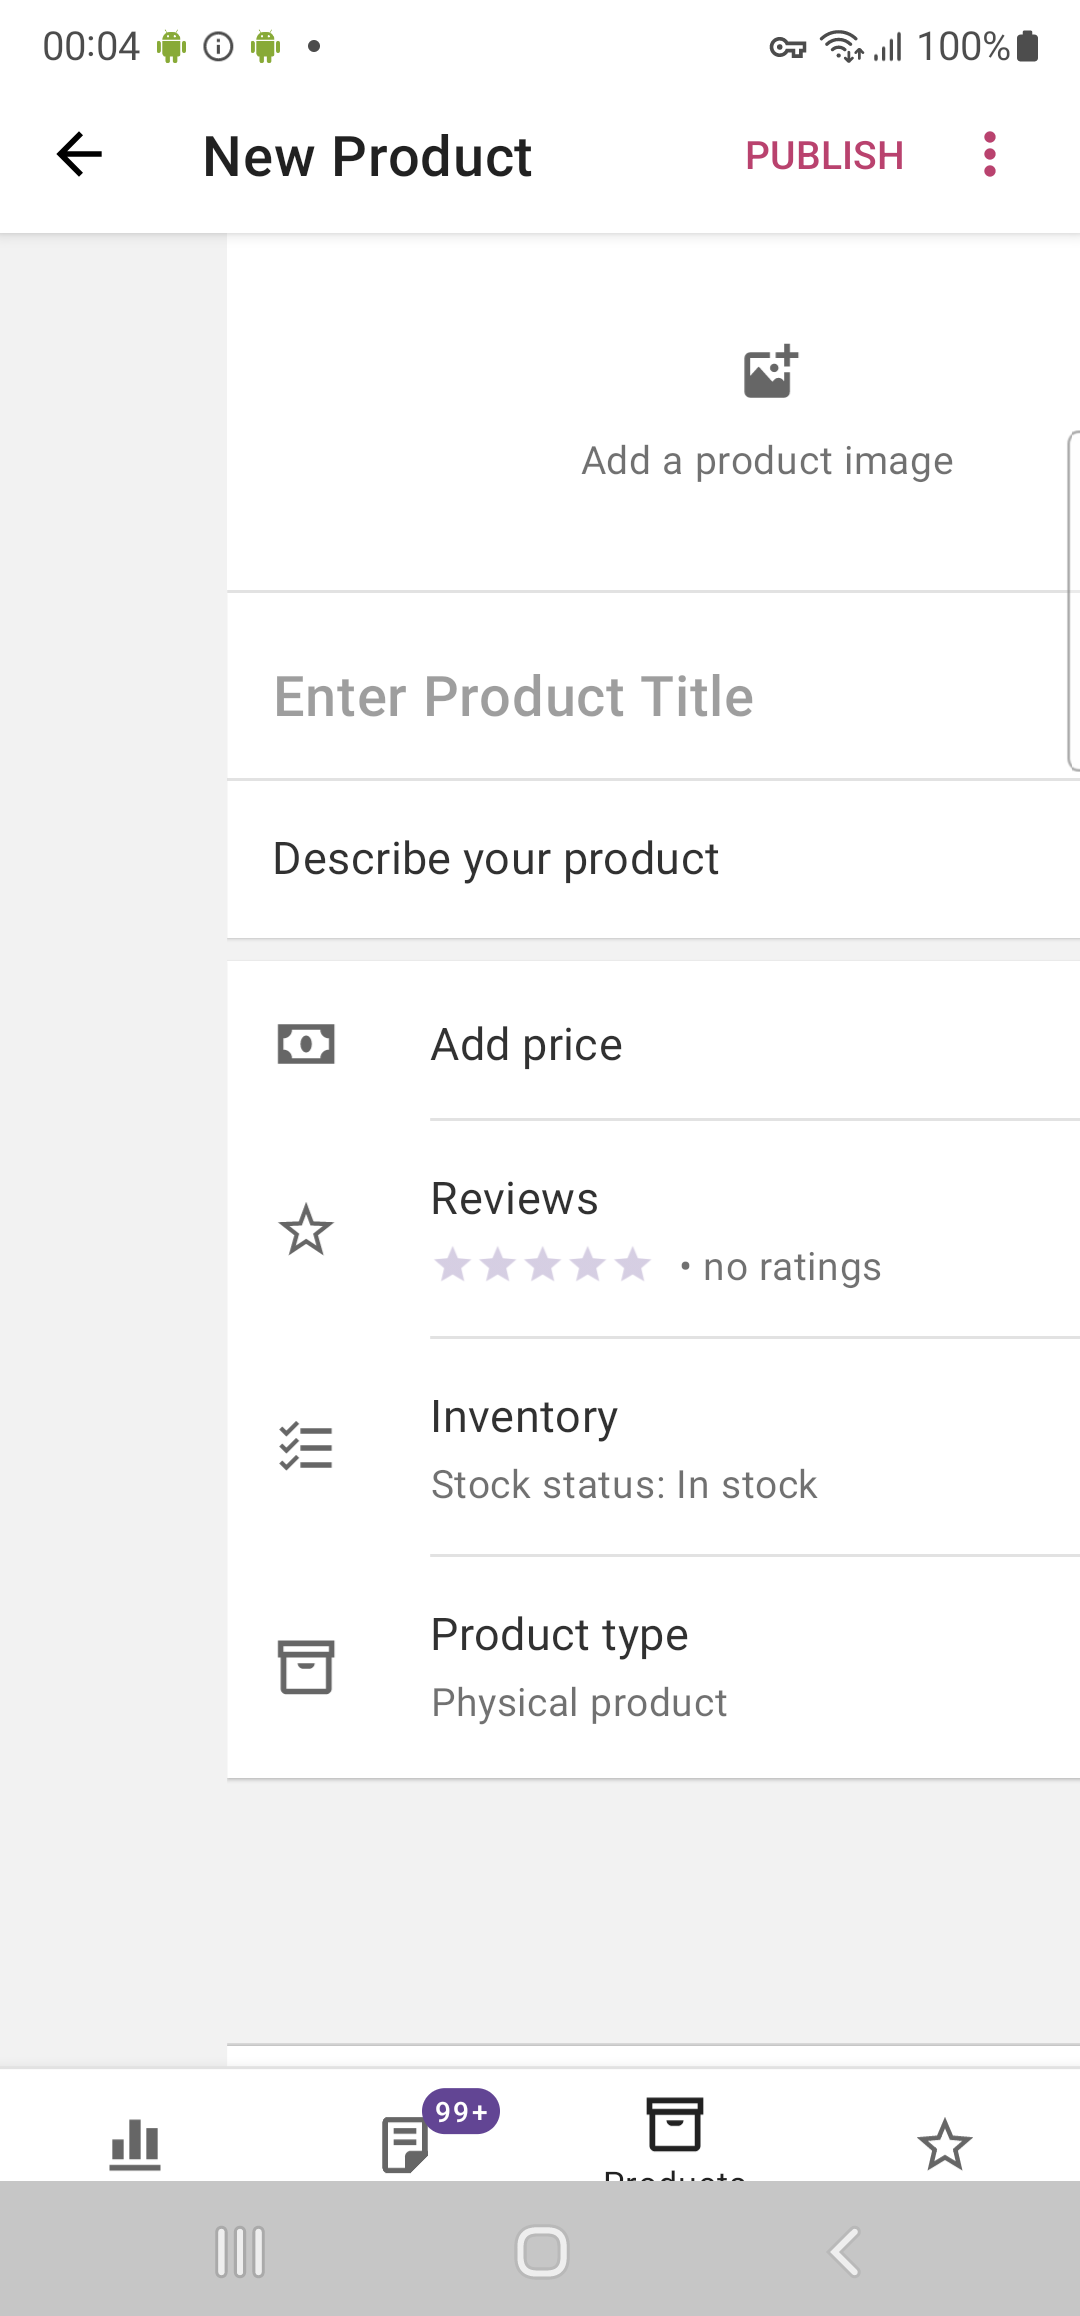 00:04
100%
New Product
PUBLISH
Add a product image
Enter Product Title
Describe your product
Add price
Reviews
• no ratings
Inventory
Stock status: In stock
Product type
Physical product
99+
Products